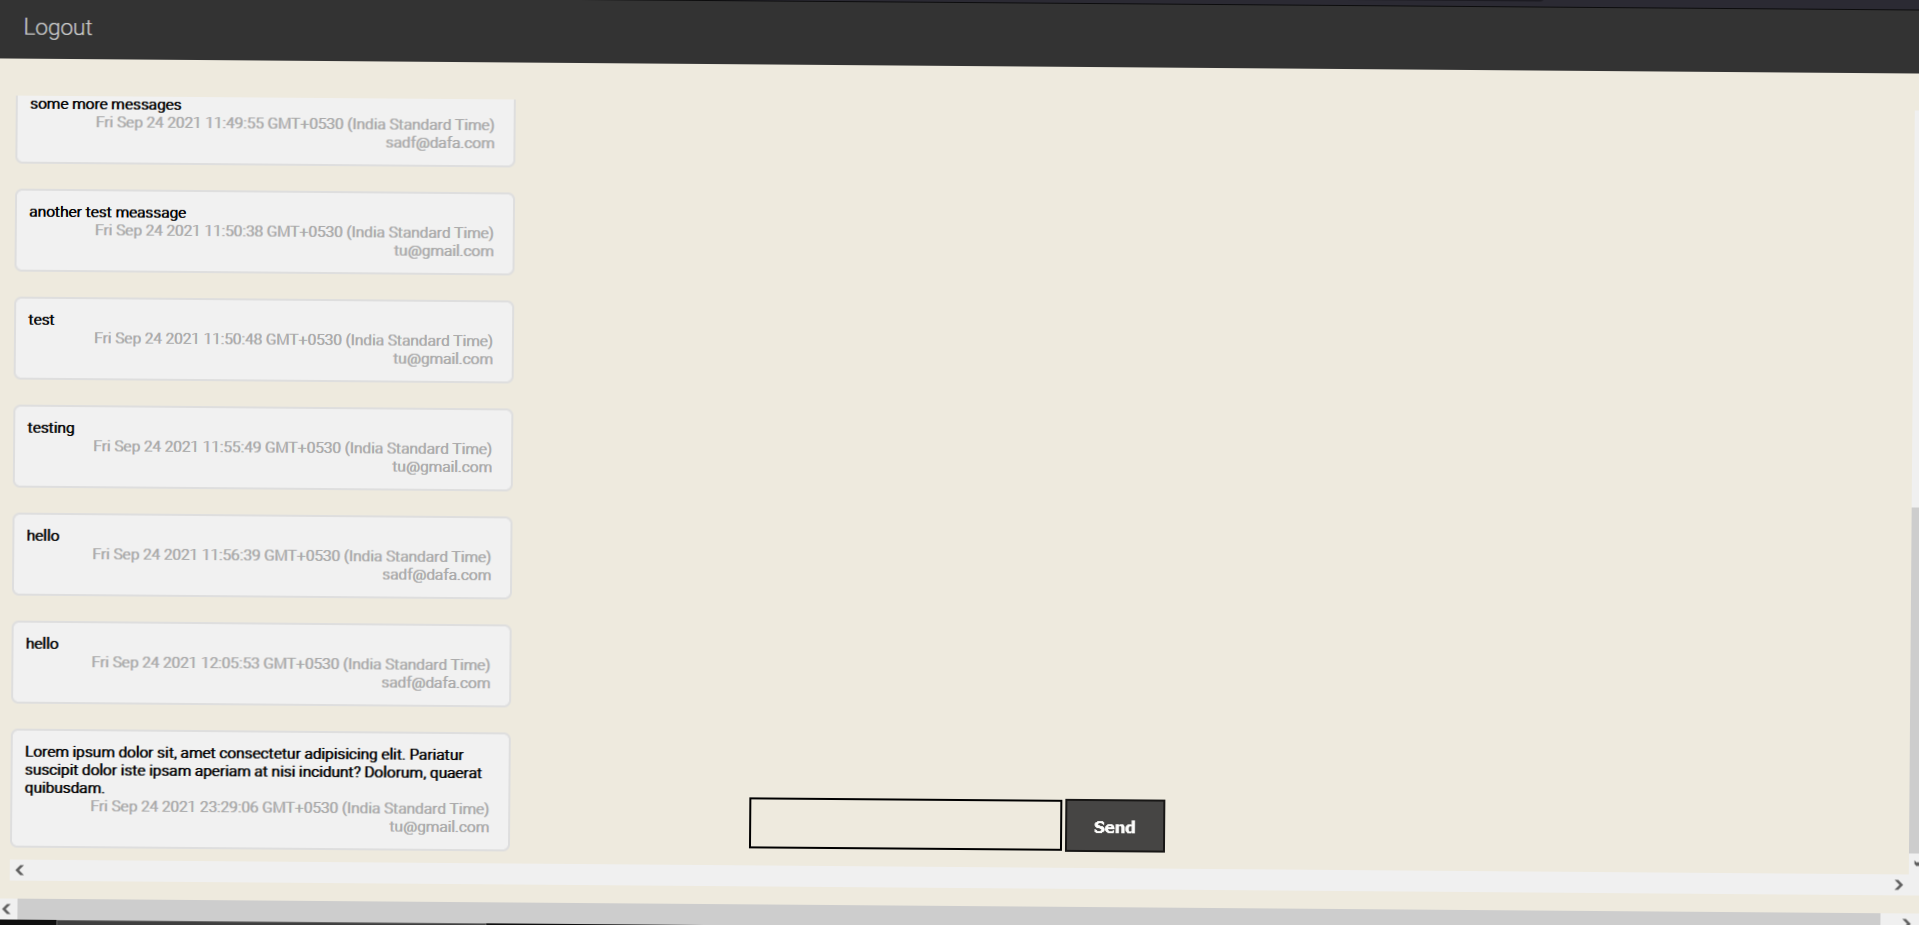 Logout
some more messages
Fri Sep 24 2021 11:49:55 GMT+0530 (India Standard Time)
sadf@dafa.com
another test meassage
Fri Sep 24 2021 11:50:38 GMT+0530 (India Standard Time)
tu@gmail.com
test
Fri Sep 24 2021 11:50:48 GMT+0530 (India Standard Time)
tu@gmail.com
testing
Fri Sep 24 2021 11:55:49 GMT+0530 (India Standard Time)
tu@gmail.com
hello
Fri Sep 24 2021 11:56:39 GMT+0530 (India Standard Time)
sadf@dafa.com
hello
Fri Sep 24 2021 12:05:53 GMT+0530 (India Standard Time)
sadf@dafa.com
Lorem ipsum dolor sit, amet consectetur adipisicing elit. Pariatur
suscipit dolor iste ipsam aperiam at nisi incidunt? Dolorum, quaerat
quibusdam.
Fri Sep 24 2021 23:29:06 GMT+0530 (India Standard Time)
tu@gmail.com
Send